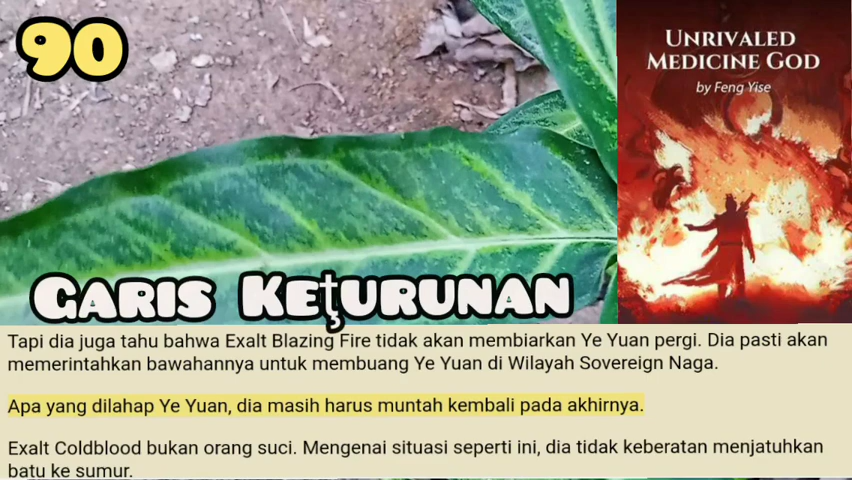 90
UNRIVALED
MEDICINE GOD
by Feng Yise
GARIS KEŢURUNAN
Tapi dia juga tahu bahwa Exalt Blazing Fire tidak akan membiarkan Ye Yuan pergi. Dia pasti akan
memerintahkan bawahannya untuk membuang Ye Yuan di Wilayah Sovereign Naga.
Apa yang dilahap Ye Yuan, dia masih harus muntah kembali pada akhirnya.
Exalt Coldblood bukan orang suci. Mengenai situasi seperti ini, dia tidak keberatan menjatuhkan
batu ke sumur.